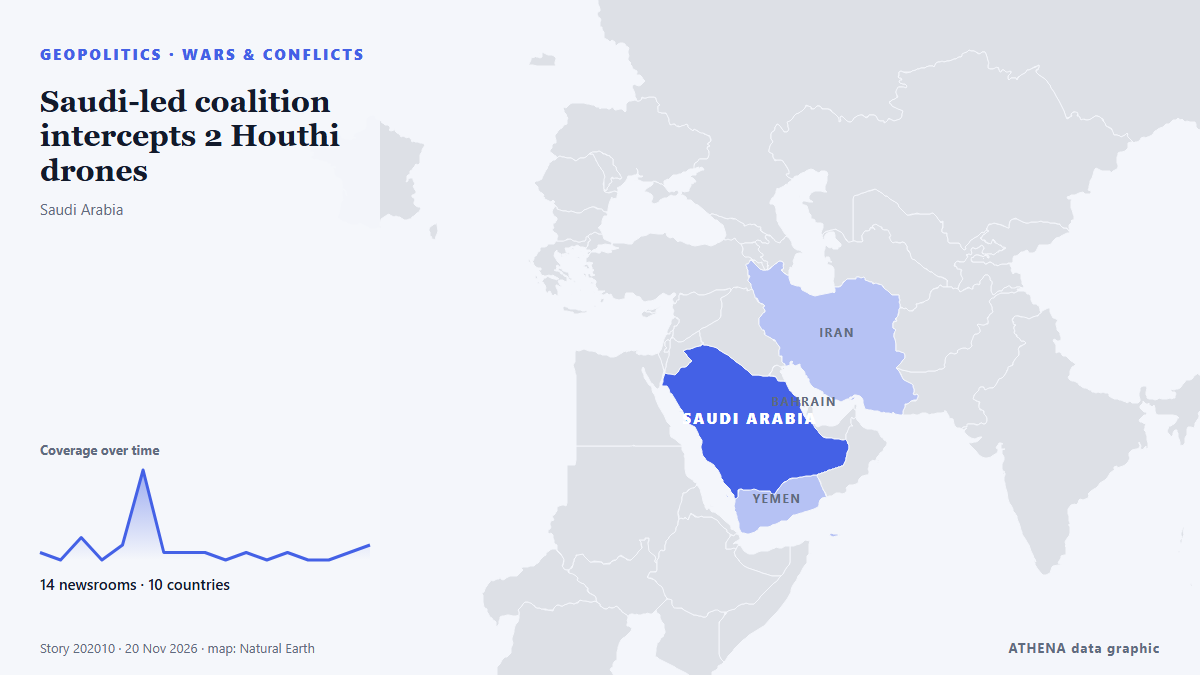 GEOPOLITICS · WARS & CONFLICTS
Saudi-led coalition
intercepts 2 Houthi
drones
Saudi Arabia
IRAN
BAHRAIN
SAUDI ARABIA
YEMEN
Coverage over time
14 newsrooms · 10 countries
Story 202010 · 20 Nov 2026 · map: Natural Earth
ATHENA data graphic